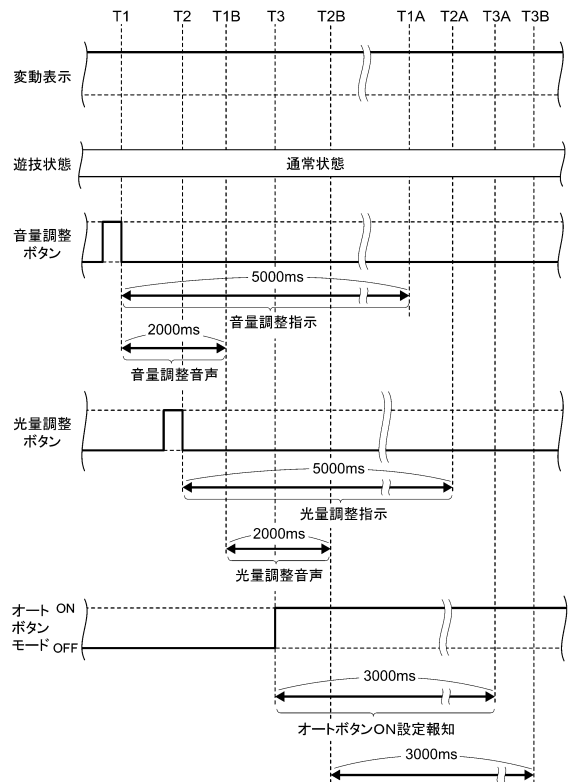 T1 T2 T1B T3 T2B T1A T2A T3A T3B
変動表示
遊技状態
通常状態
音量調整
ボタン
5000ms
音量調整指示
2000ms
音量調整音声
光量調整
ボタン
5000ms
光量調整指示
2000ms
光量調整音声
オート ON
ボタン
モード OFF
3000ms
オートボタンON設定報知
3000ms